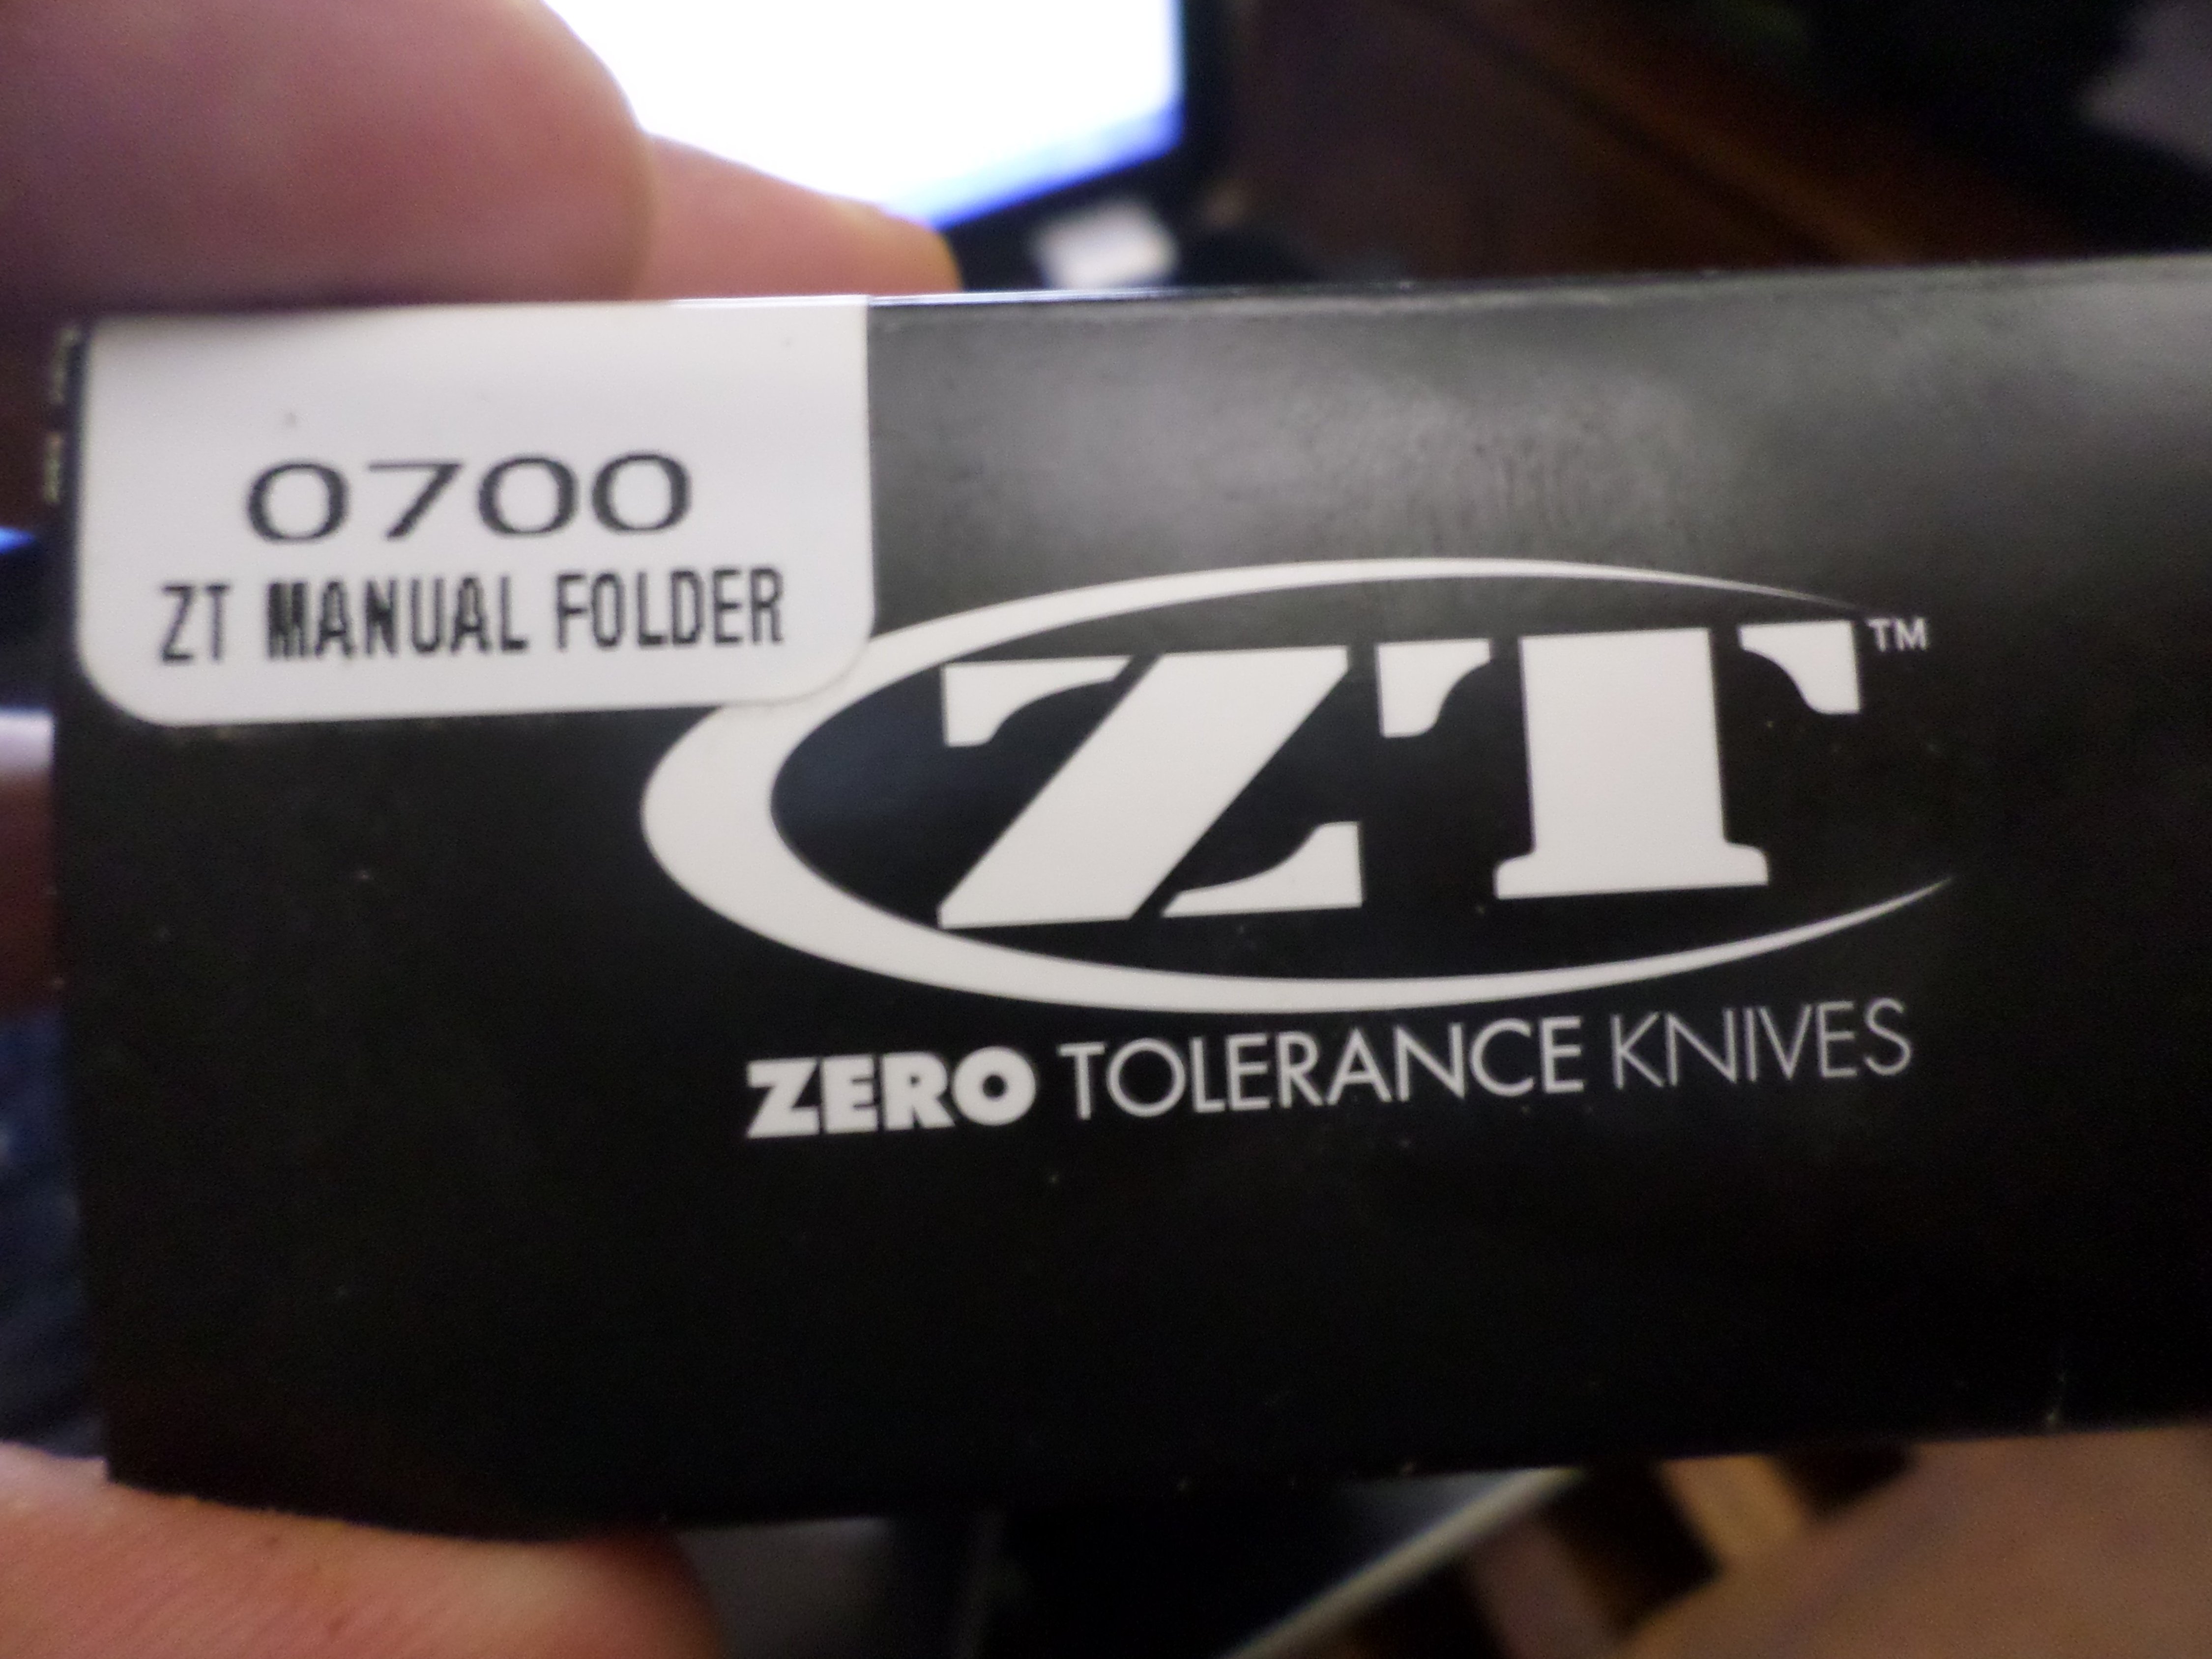 0700
ZT MANUAL FOLDER
ZT™
ZERO TOLERANCE KNIVES